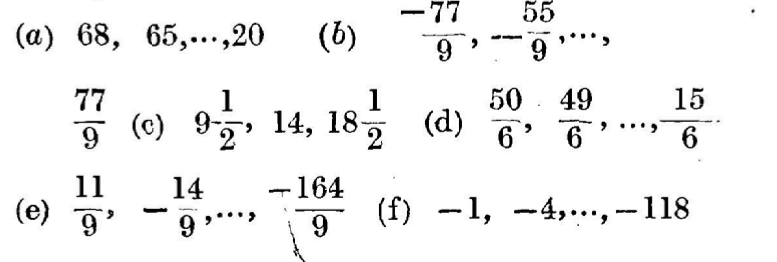 (a) 68, 65,...,20 (b) -77/9, -55/9,...,
77/9 (c) 9 1/2, 14, 18 1/2 (d) 50/6, 49/6, ..., 15/6
(e) 11/9, -14/9,..., -164/9 (f) -1, -4,..., -118